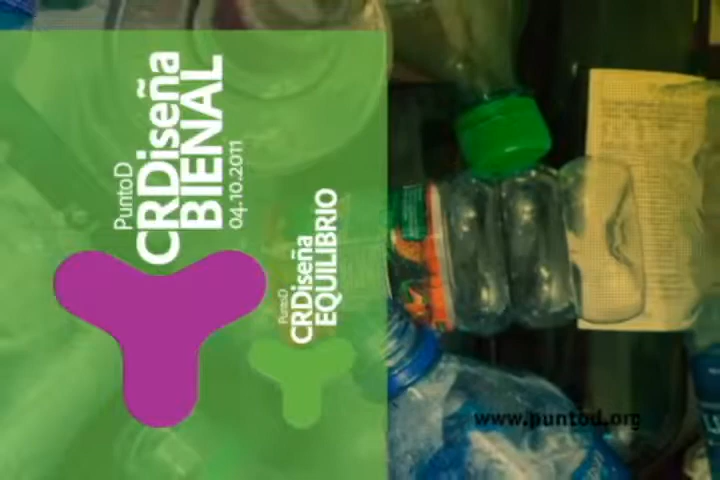 PuntoD
CRDiseña
BIENAL
04.10.2011
PuntoD
CRDiseña
EQUILIBRIO
www.puntod.org